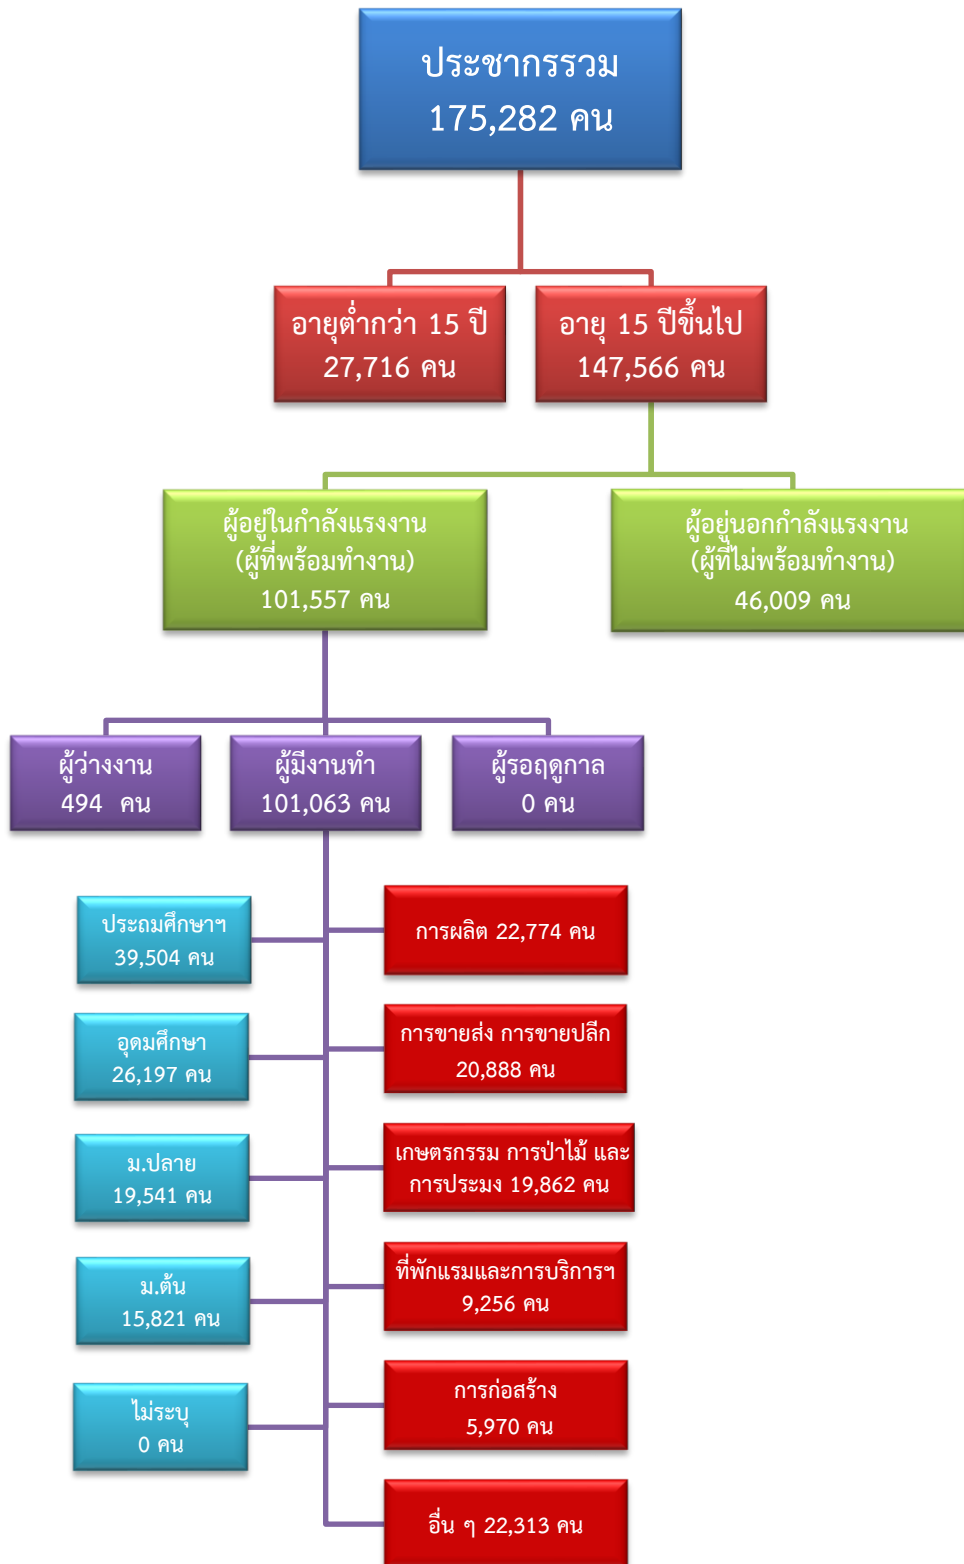 ประชากรรวม
175,282 คน
อายุต่ำกว่า 15 ปี
27,716 คน
อายุ 15 ปีขึ้นไป
147,566 คน
ผู้อยู่ในกำลังแรงงาน
(ผู้ที่พร้อมทำงาน)
101,557 คน
ผู้อยู่นอกกำลังแรงงาน
(ผู้ที่ไม่พร้อมทำงาน)
46,009 คน
ผู้ว่างงาน
494 คน
ผู้มีงานทำ
101,063 คน
ผู้รอฤดูกาล
0 คน
ประถมศึกษาฯ
39,504 คน
อุดมศึกษา
26,197 คน
ม.ปลาย
19,541 คน
ม.ต้น
15,821 คน
ไม่ระบุ
0 คน
การผลิต 22,774 คน
การขายส่ง การขายปลีก
20,888 คน
เกษตรกรรม การป่าไม้ และ
การประมง 19,862 คน
ที่พักแรมและการบริการฯ
9,256 คน
การก่อสร้าง
5,970 คน
อื่น ๆ 22,313 คน